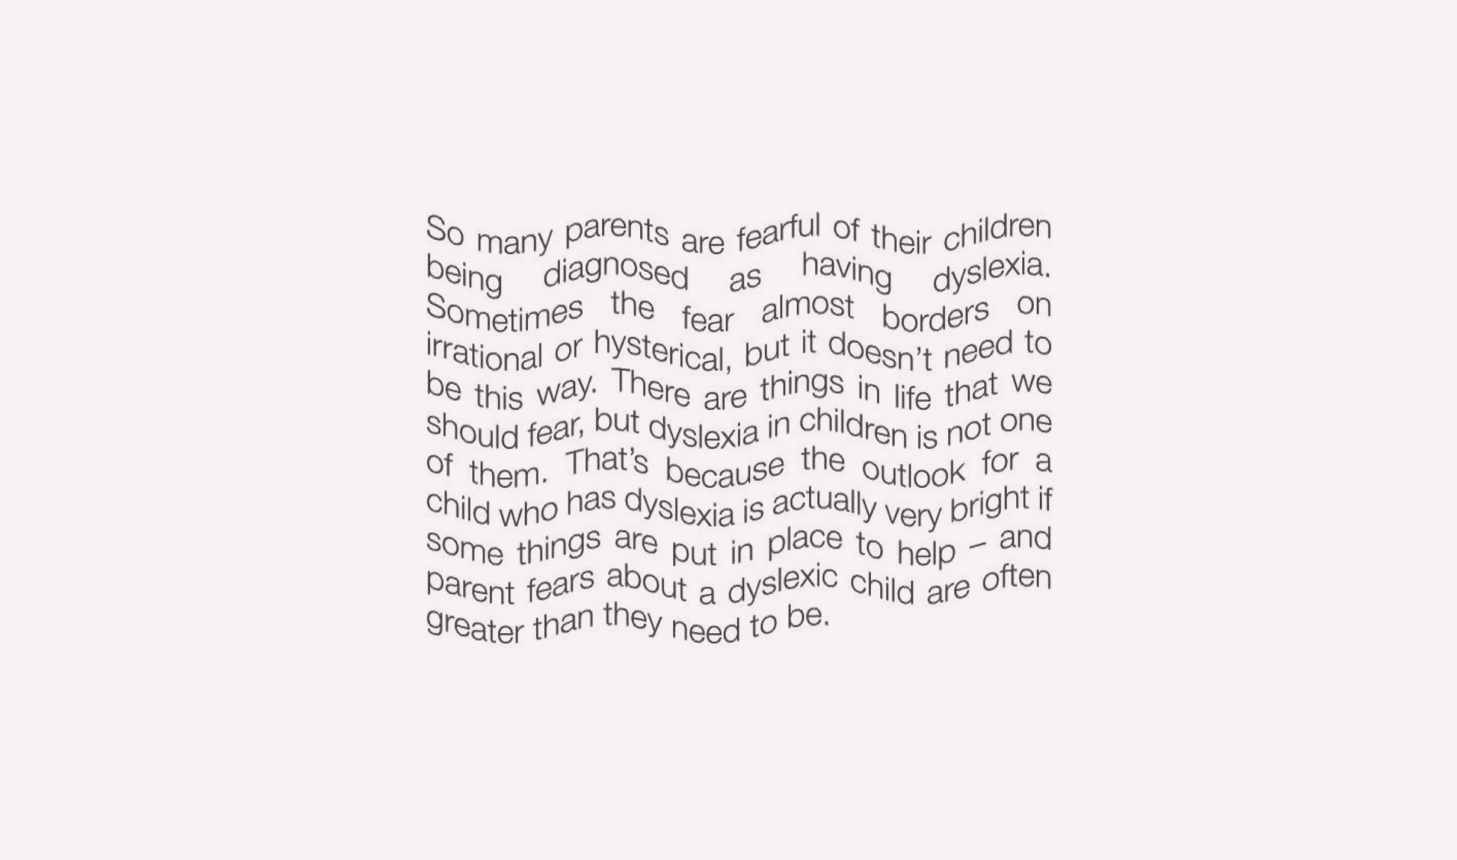 So many parents are fearful of their children
being diagnosed as having dyslexia.
Sometimes the fear almost borders on
irrational or hysterical, but it doesn’t need to
be this way. There are things in life that we
should fear, but dyslexia in children is not one
of them. That’s because the outlook for a
child who has dyslexia is actually very bright if
some things are put in place to help – and
parent fears about a dyslexic child are often
greater than they need to be.